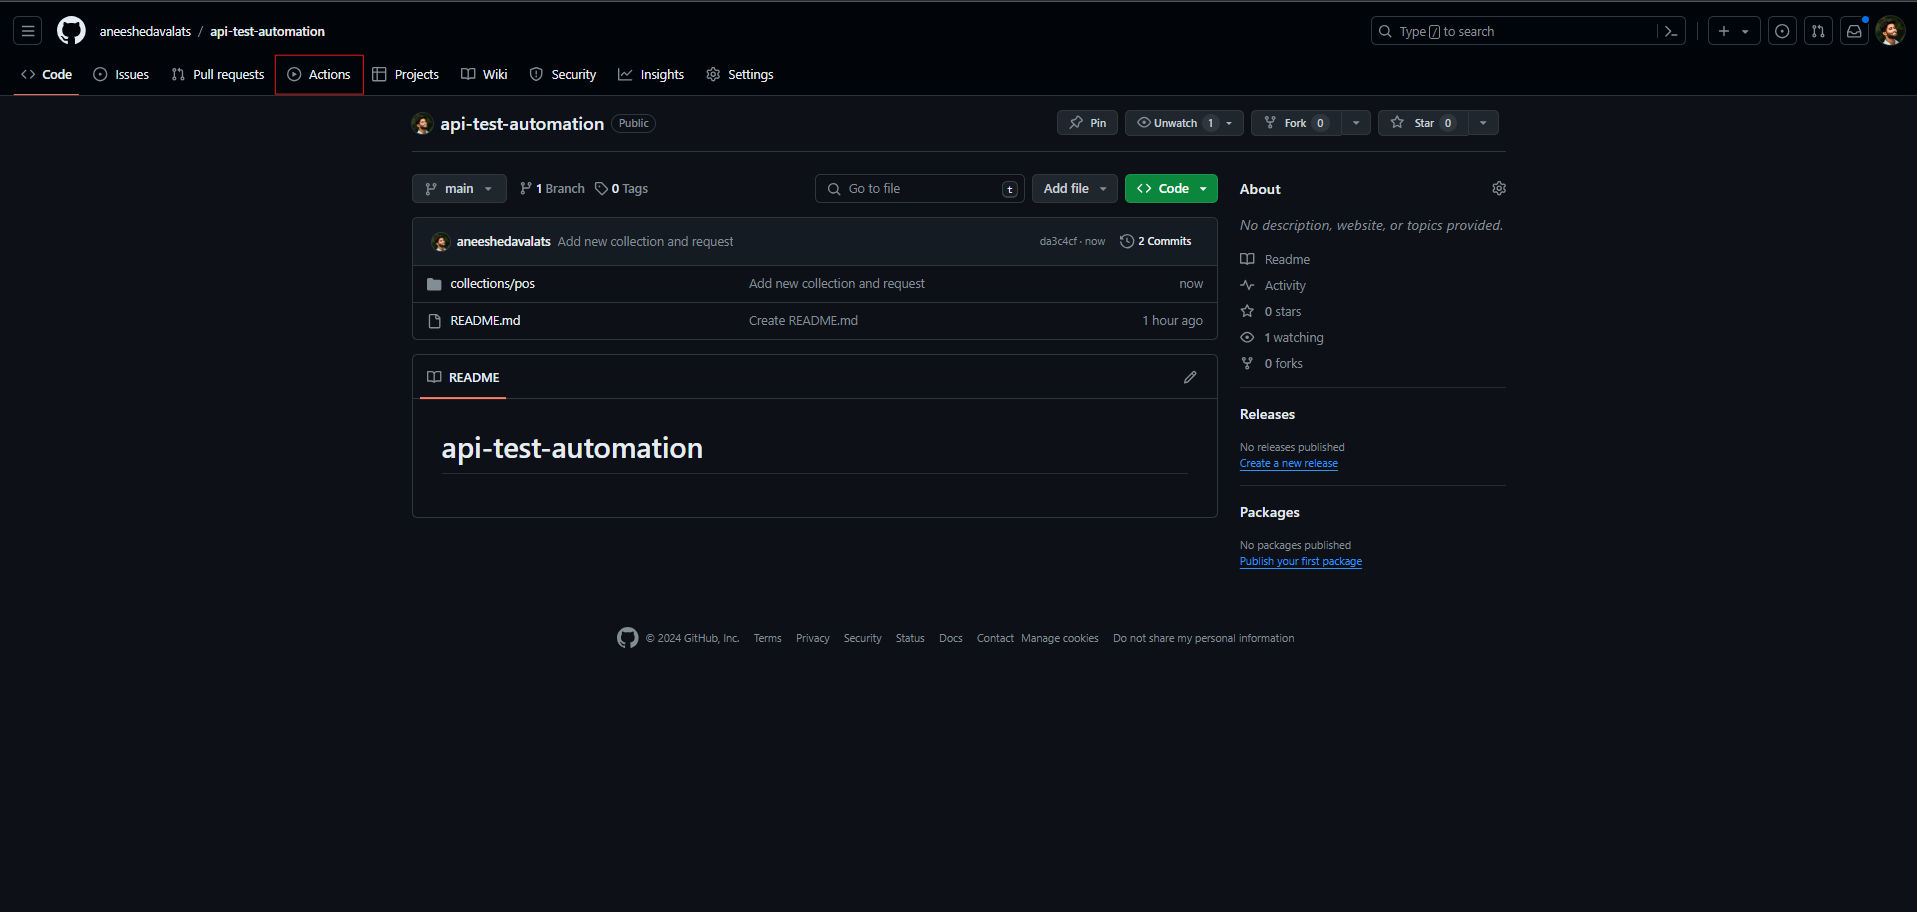 aneeshedavalats / api-test-automation
Type / to search
Code Issues Pull requests Actions Projects Wiki Security Insights Settings
api-test-automation Public
Pin Unwatch 1 Fork 0 Star 0
main 1 Branch 0 Tags Go to file t Add file Code
aneeshedavalats Add new collection and request da3c4cf · now 2 Commits
collections/pos Add new collection and request now
README.md Create README.md 1 hour ago
README
api-test-automation
About
No description, website, or topics provided.
Readme
Activity
0 stars
1 watching
0 forks
Releases
No releases published
Create a new release
Packages
No packages published
Publish your first package
© 2024 GitHub, Inc. Terms Privacy Security Status Docs Contact Manage cookies Do not share my personal information